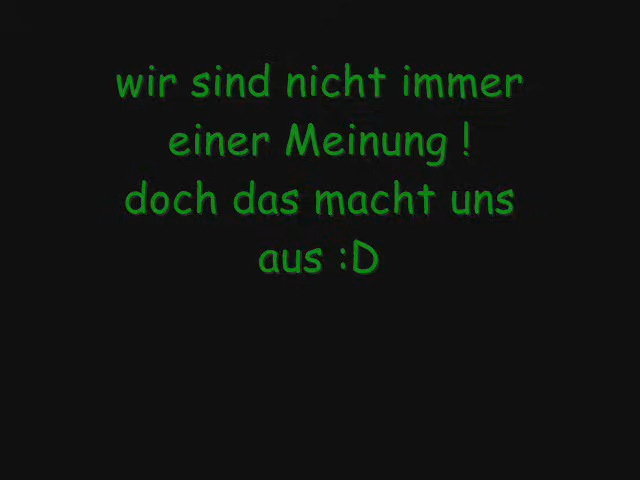 wir sind nicht immer
einer Meinung !
doch das macht uns
aus :D